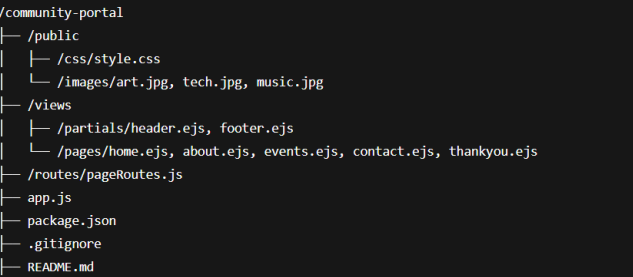 /community-portal
├── /public
│   ├── /css/style.css
│   └── /images/art.jpg, tech.jpg, music.jpg
├── /views
│   ├── /partials/header.ejs, footer.ejs
│   └── /pages/home.ejs, about.ejs, events.ejs, contact.ejs, thankyou.ejs
├── /routes/pageRoutes.js
├── app.js
├── package.json
├── .gitignore
├── README.md